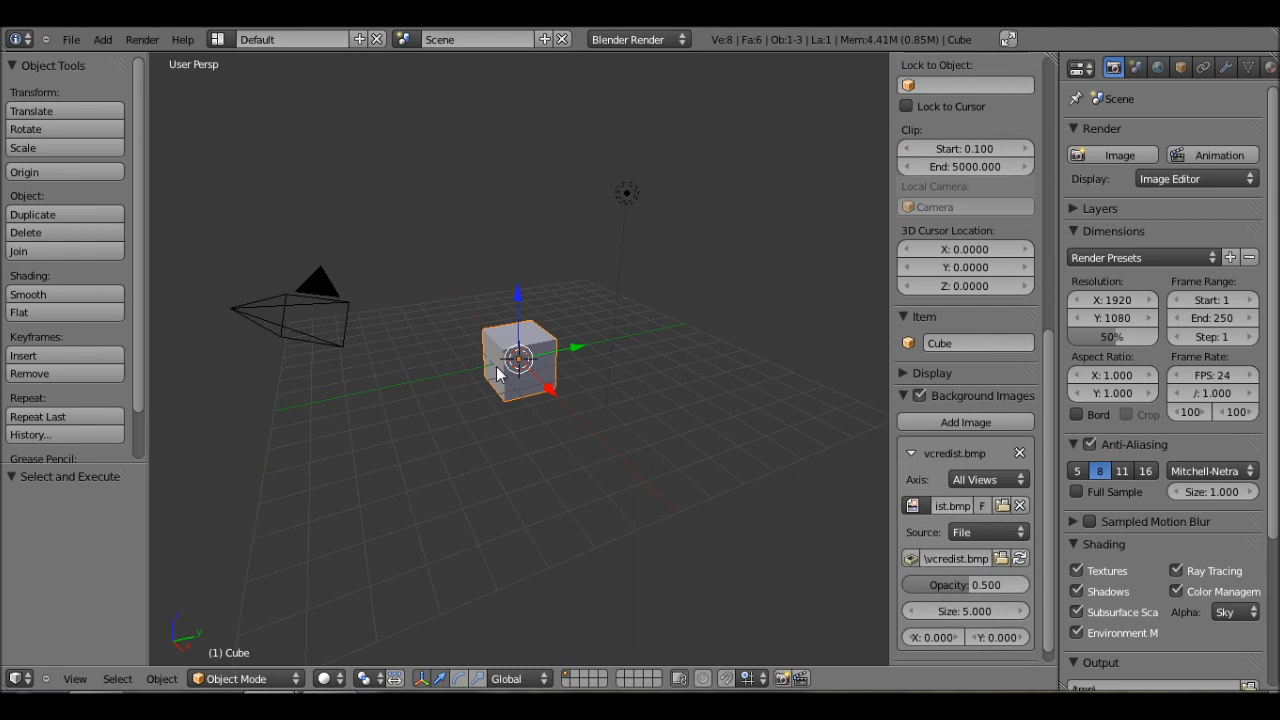 File Add Render Help Default Scene Blender Render Ve:8 | Fa:6 | Ob:1-3 | La:1 | Mem:4.41M (0.85M) | Cube
Object Tools
Transform:
Translate
Rotate
Scale
Origin
Object:
Duplicate
Delete
Join
Shading:
Smooth
Flat
Keyframes:
Insert
Remove
Repeat:
Repeat Last
History...
Grease Pencil:
Select and Execute
User Persp
z
y
x
(1) Cube
View Select Object Object Mode Global
Lock to Object:
Lock to Cursor
Clip:
Start: 0.100
End: 5000.000
Local Camera:
Camera
3D Cursor Location:
X: 0.0000
Y: 0.0000
Z: 0.0000
Item
Cube
Display
Background Images
Add Image
vcredist.bmp
Axis: All Views
ist.bmp F
Source: File
\vcredist.bmp
Opacity: 0.500
Size: 5.000
X: 0.000 Y: 0.000
Scene
Render
Image Animation
Display: Image Editor
Layers
Dimensions
Render Presets
Resolution: Frame Range:
X: 1920 Start: 1
Y: 1080 End: 250
50% Step: 1
Aspect Ratio: Frame Rate:
X: 1.000 FPS: 24
Y: 1.000 /: 1.000
Bord Crop 100 100
Anti-Aliasing
5 8 11 16 Mitchell-Netra
Full Sample Size: 1.000
Sampled Motion Blur
Shading
Textures Ray Tracing
Shadows Color Managem
Subsurface Sca Alpha: Sky
Environment M
Output
/tmp\